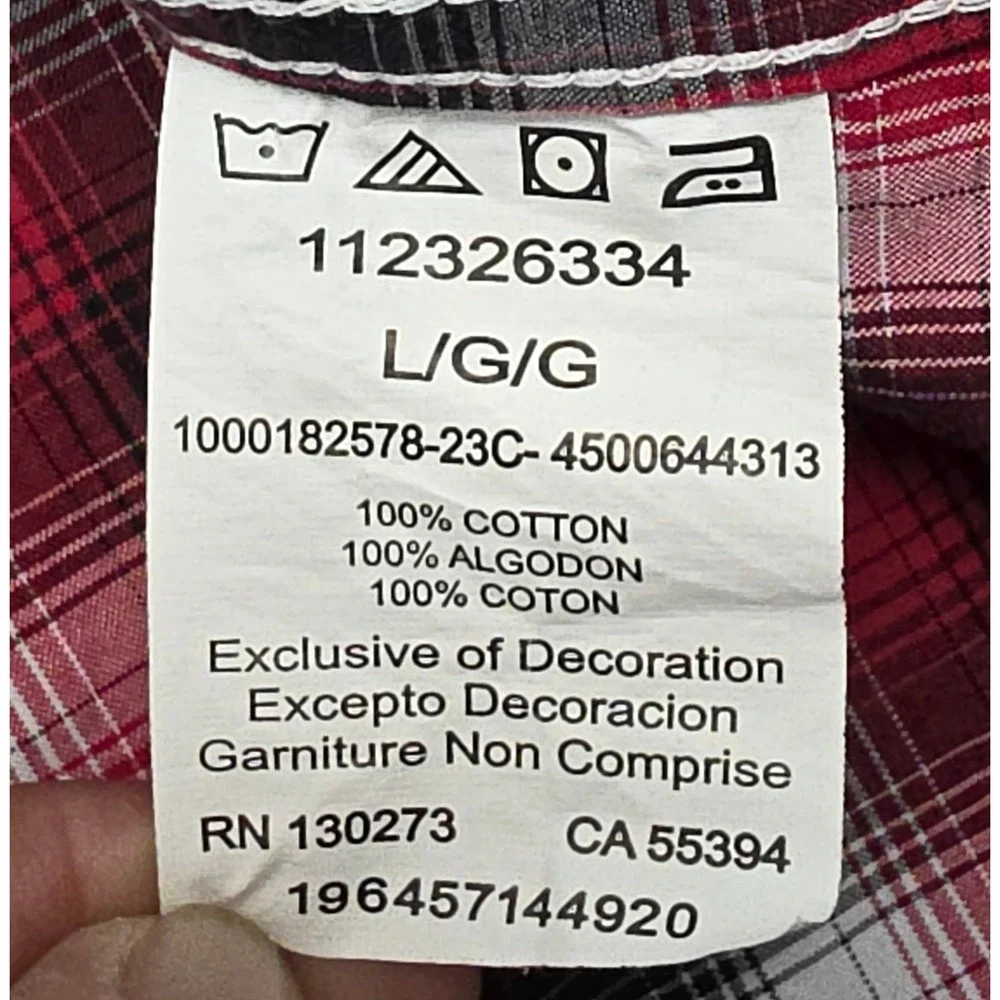 112326334
L/G/G
1000182578-23C- 4500644313
100% COTTON
100% ALGODON
100% COTON
Exclusive of Decoration
Excepto Decoracion
Garniture Non Comprise
RN 130273 CA 55394
196457144920